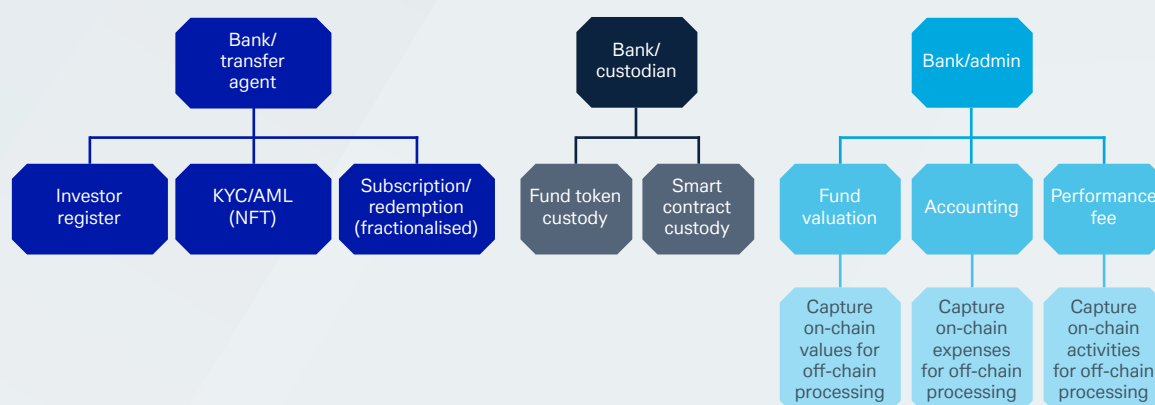 Bank/
transfer
agent
Bank/
custodian
Bank/admin
Investor
register
KYC/AML
(NFT)
Subscription/
redemption
(fractionalised)
Fund token
custody
Smart
contract
custody
Fund
valuation
Accounting
Performance
fee
Capture
on-chain
values for
off-chain
processing
Capture
on-chain
expenses
for off-chain
processing
Capture
on-chain
activities
for off-chain
processing